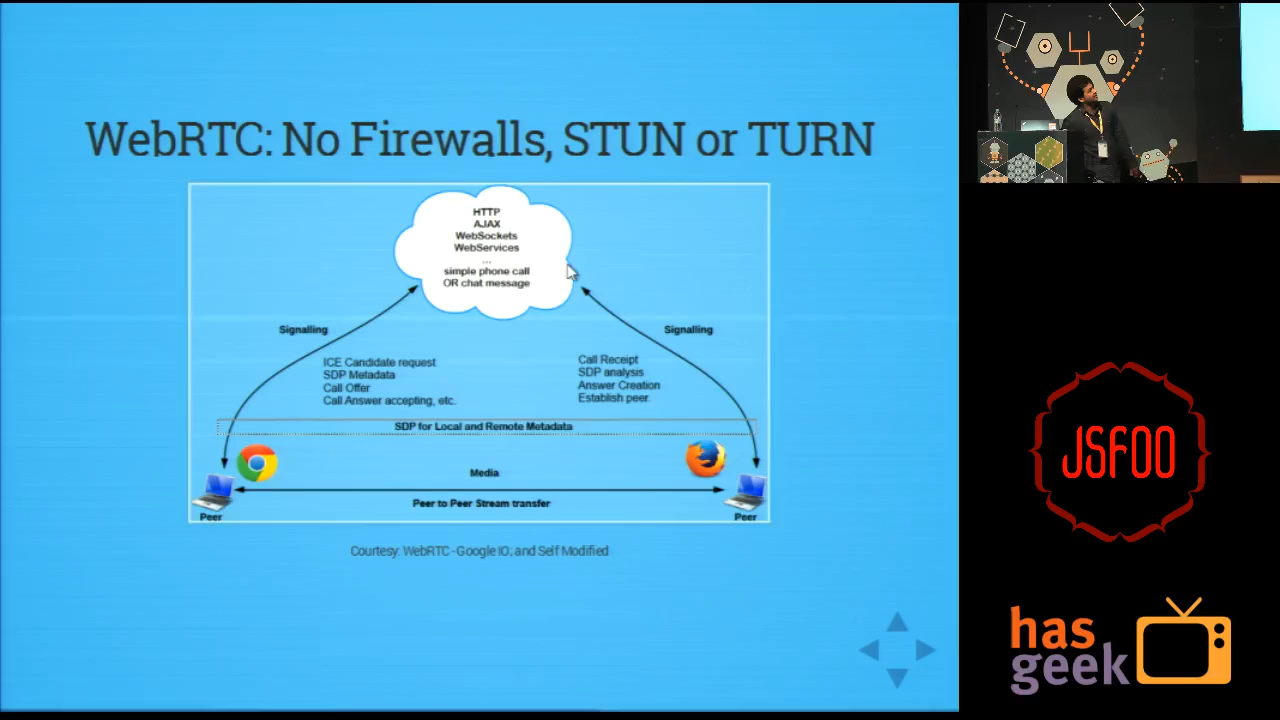 WebRTC: No Firewalls, STUN or TURN
HTTP
AJAX
WebSockets
WebServices
...
simple phone call
OR chat message
Signalling
Signalling
ICE Candidate request
SDP Metadata
Call Offer
Call Answer accepting, etc.
Call Receipt
SDP analysis
Answer Creation
Establish peer.
SDP for Local and Remote Metadata
Media
Peer to Peer Stream transfer
Peer
Peer
Courtesy: WebRTC - Google IO; and Self Modified
JSFOO
has
geek